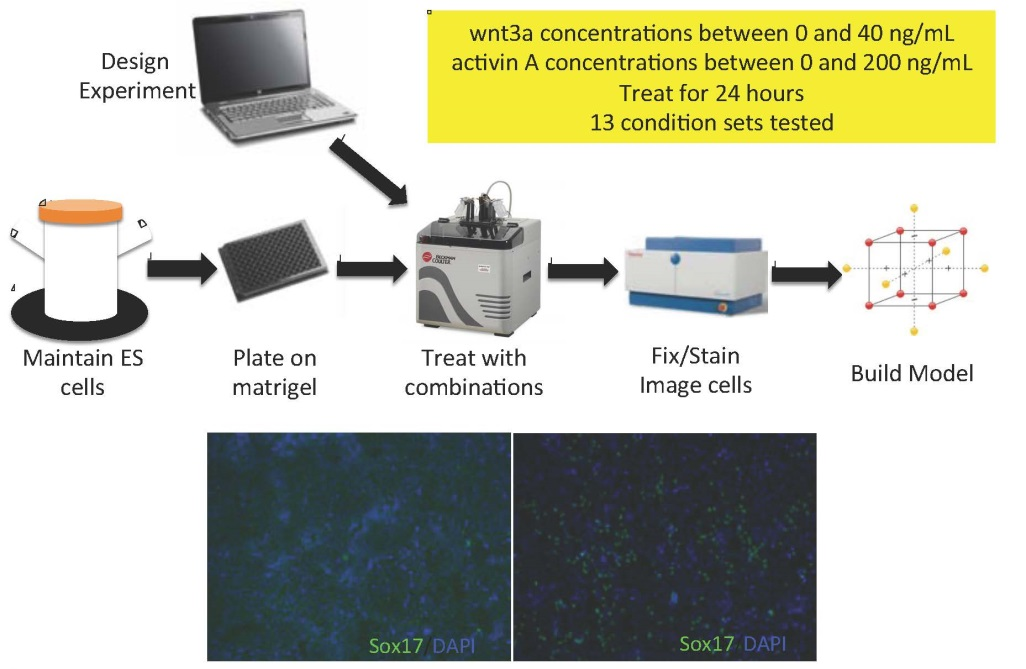 Design
Experiment
wnt3a concentrations between 0 and 40 ng/mL
activin A concentrations between 0 and 200 ng/mL
Treat for 24 hours
13 condition sets tested
BECKMAN
COULTER
Maintain ES
cells
Plate on
matrigel
Treat with
combinations
Fix/Stain
Image cells
Build Model
Sox17 DAPI
Sox17 DAPI